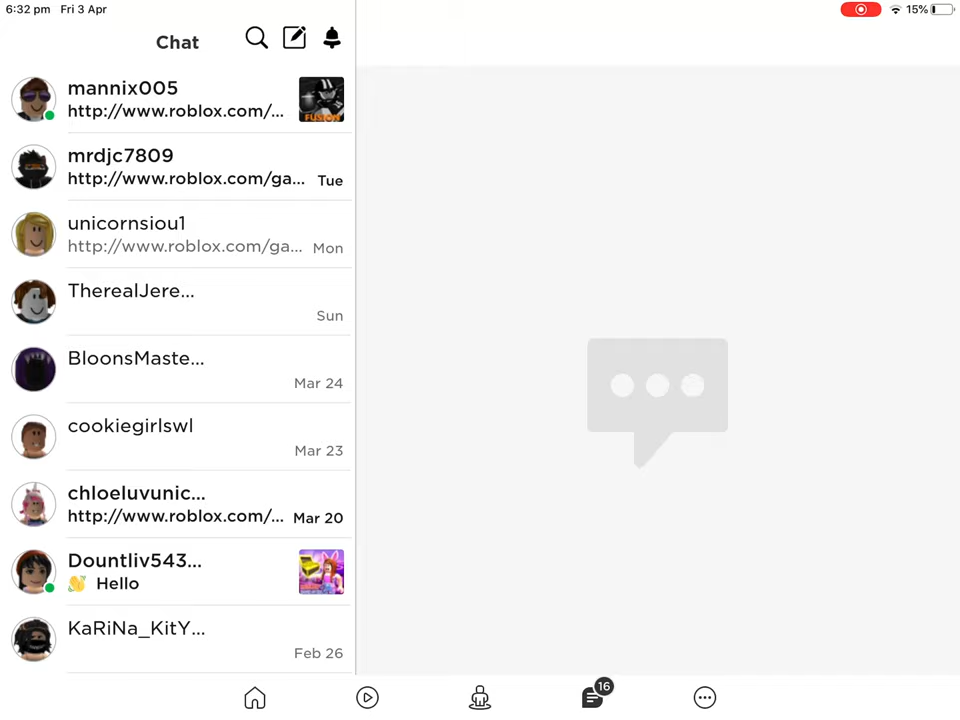 6:32 pm Fri 3 Apr
15%
Chat
mannix005
http://www.roblox.com/...
FUSION
mrdjc7809
http://www.roblox.com/ga... Tue
unicornsiou1
http://www.roblox.com/ga... Mon
TherealJere...
Sun
BloonsMaste...
Mar 24
cookiegirlswl
Mar 23
chloeluvunic...
http://www.roblox.com/... Mar 20
Dountliv543...
👋 Hello
KaRiNa_KitY...
Feb 26
16